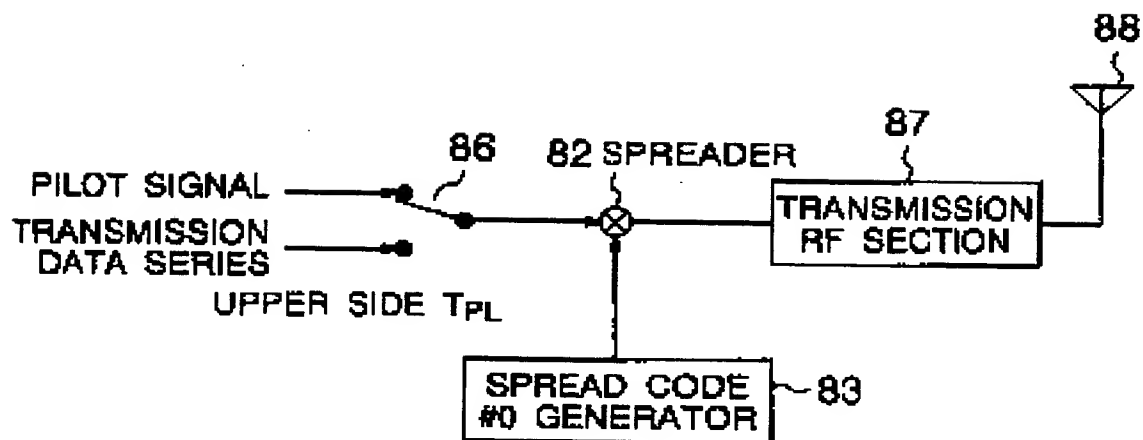 88
86
82 SPREADER
87
PILOT SIGNAL
TRANSMISSION
DATA SERIES
TRANSMISSION
RF SECTION
UPPER SIDE TPL
SPREAD CODE
#0 GENERATOR
83